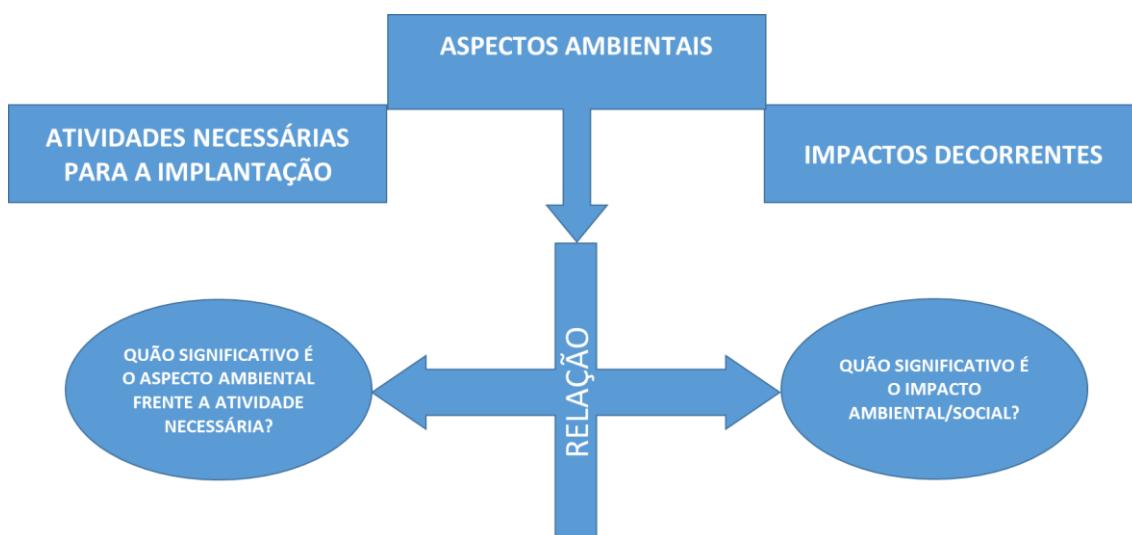 ASPECTOS AMBIENTAIS
ATIVIDADES NECESSÁRIAS
PARA A IMPLANTAÇÃO
IMPACTOS DECORRENTES
RELAÇÃO
QUÃO SIGNIFICATIVO É
O ASPECTO AMBIENTAL
FRENTE A ATIVIDADE
NECESSÁRIA?
QUÃO SIGNIFICATIVO É
O IMPACTO
AMBIENTAL/SOCIAL?